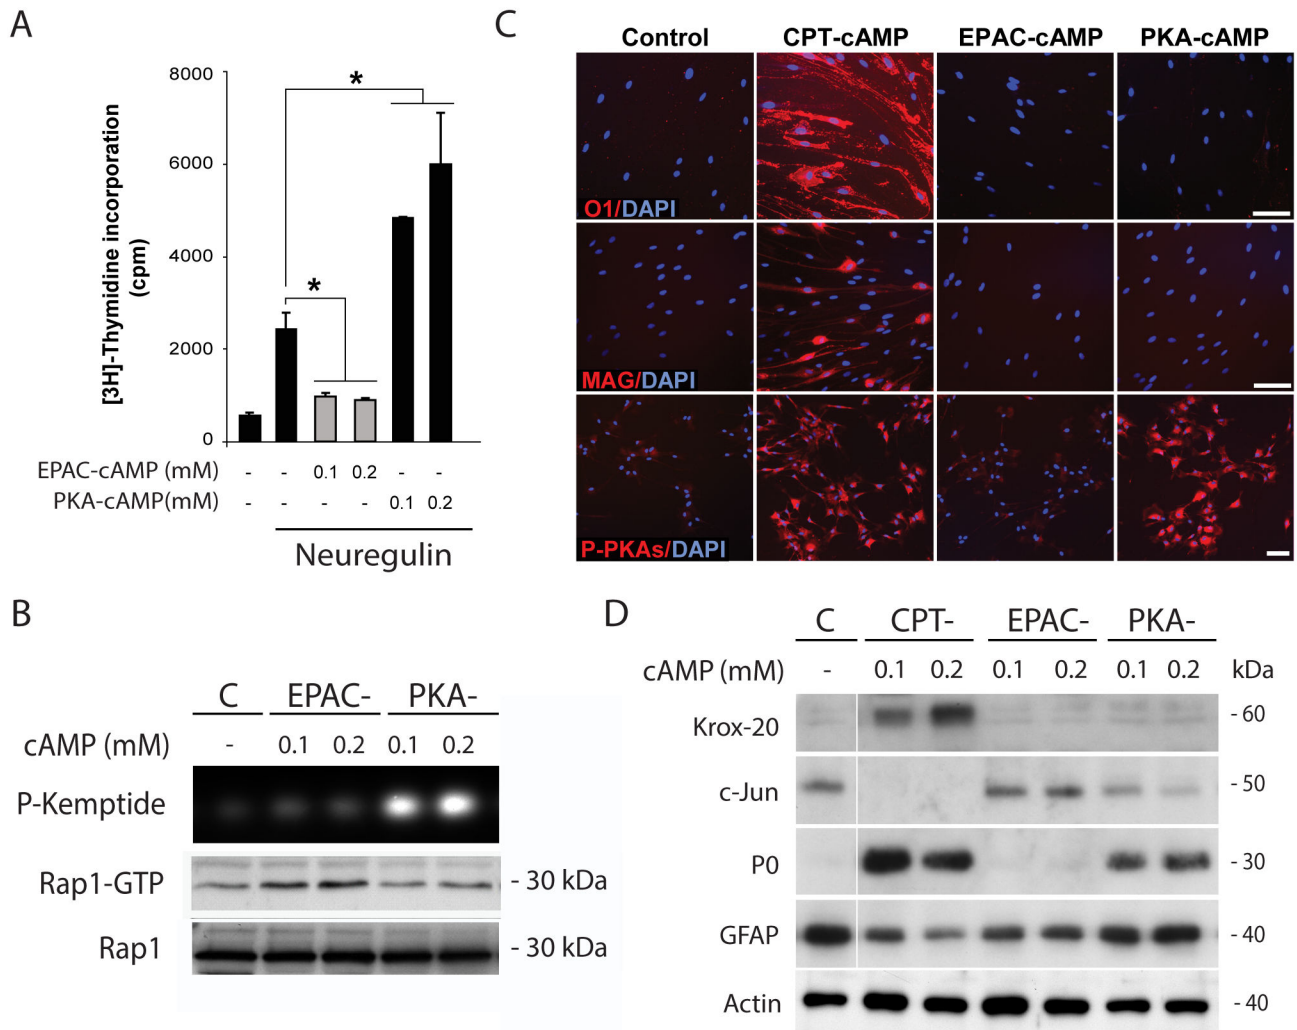 A
8000
6000
4000
2000
0
[3H]-Thymidine incorporation
(cpm)
*
*
EPAC-cAMP (mM) - - 0.1 0.2 - -
PKA-cAMP(mM) - - - - 0.1 0.2
Neuregulin
B
C EPAC- PKA-
cAMP (mM) - 0.1 0.2 0.1 0.2
P-Kemptide
Rap1-GTP - 30 kDa
Rap1 - 30 kDa
C
Control CPT-cAMP EPAC-cAMP PKA-cAMP
O1/DAPI
MAG/DAPI
P-PKAs/DAPI
D
C CPT- EPAC- PKA-
cAMP (mM) - 0.1 0.2 0.1 0.2 0.1 0.2 kDa
Krox-20 - 60
c-Jun - 50
P0 - 30
GFAP - 40
Actin - 40